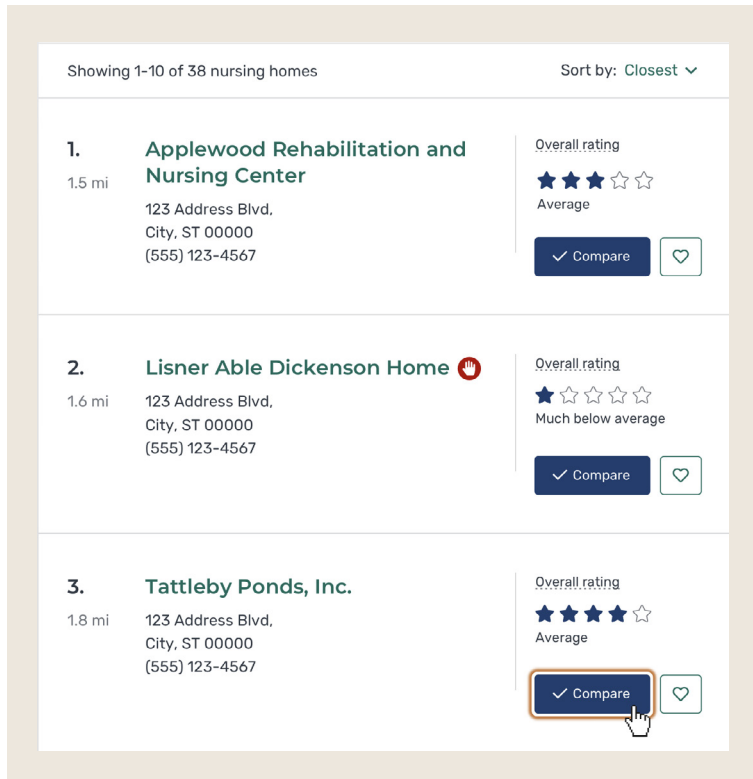 Showing 1-10 of 38 nursing homes
Sort by: Closest
1.
1.5 mi
Applewood Rehabilitation and
Nursing Center
123 Address Blvd,
City, ST 00000
(555) 123-4567
Overall rating
Average
Compare
2.
1.6 mi
Lisner Able Dickenson Home
123 Address Blvd,
City, ST 00000
(555) 123-4567
Overall rating
Much below average
Compare
3.
1.8 mi
Tattleby Ponds, Inc.
123 Address Blvd,
City, ST 00000
(555) 123-4567
Overall rating
Average
Compare